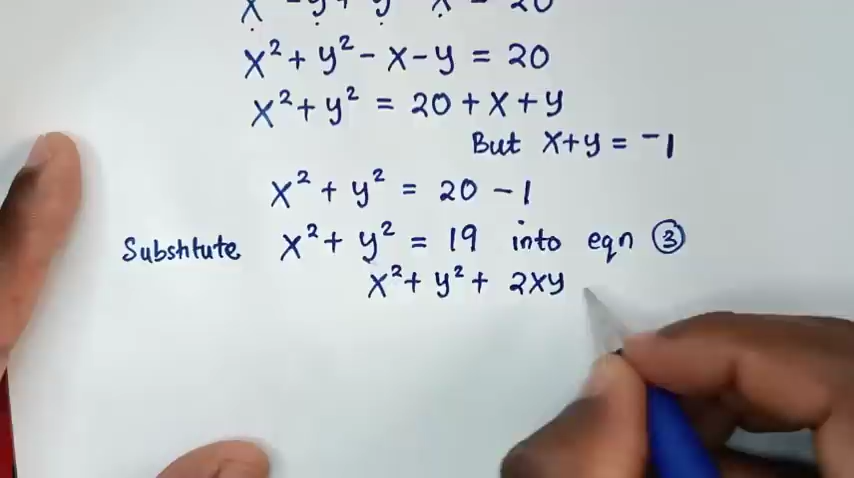 x² + y² - x - y = 20
x² + y² = 20 + x + y
But x + y = -1
x² + y² = 20 - 1
Substitute x² + y² = 19 into eqn ③
x² + y² + 2xy